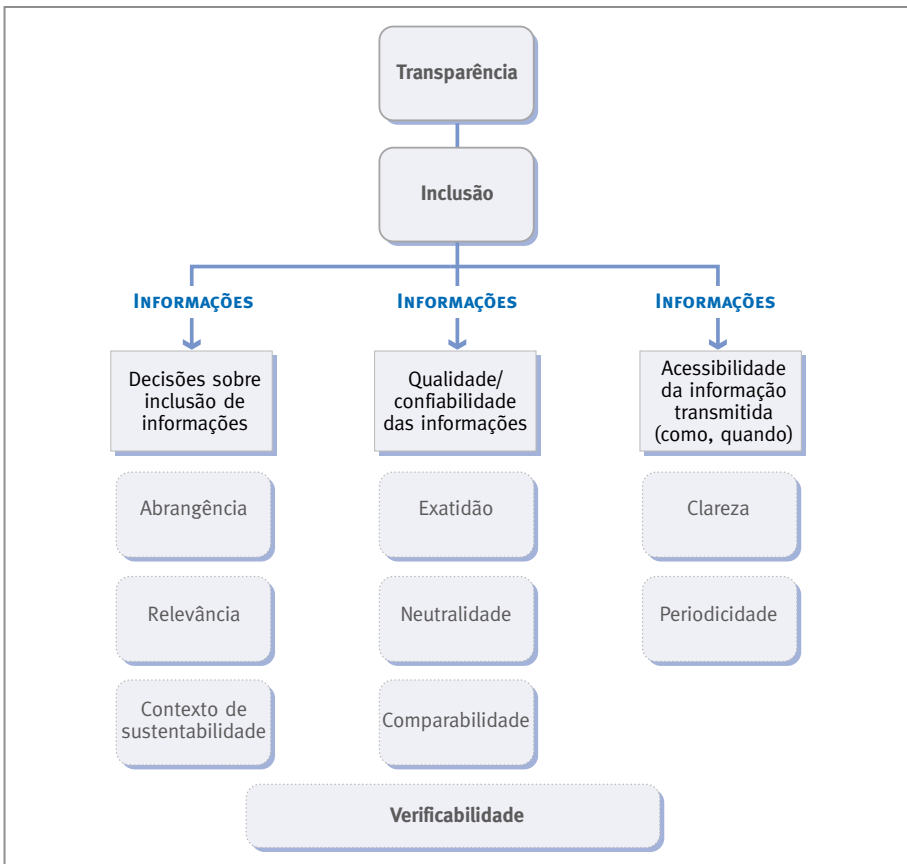 Transparência
Inclusão
Informações
Informações
Informações
Decisões sobre
inclusão de
informações
Qualidade/
confiabilidade
das informações
Acessibilidade
da informação
transmitida
(como, quando)
Abrangência
Exatidão
Clareza
Relevância
Neutralidade
Periodicidade
Contexto de
sustentabilidade
Comparabilidade
Verificabilidade